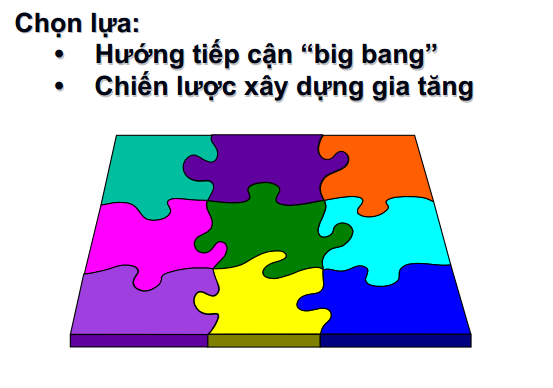 Chọn lựa:
• Hướng tiếp cận “big bang”
• Chiến lược xây dựng gia tăng